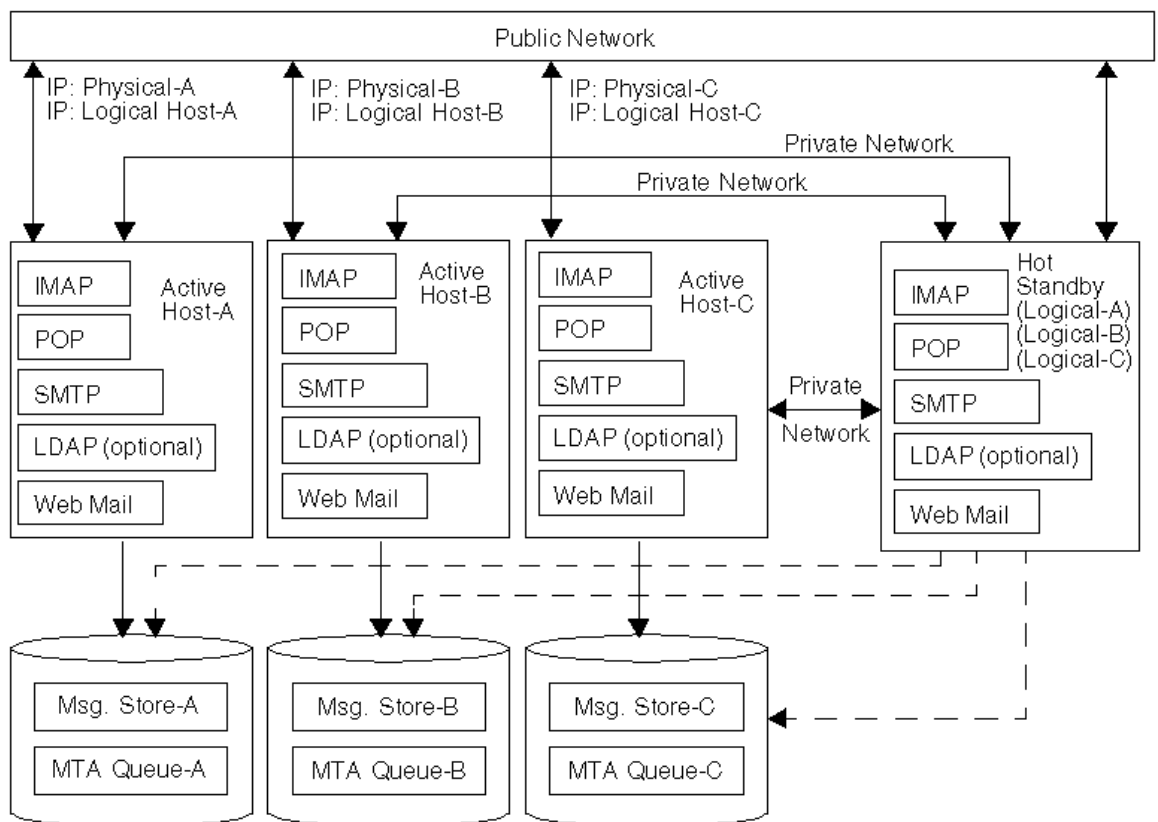 Public Network
IP: Physical-A
IP: Logical Host-A
IP: Physical-B
IP: Logical Host-B
IP: Physical-C
IP: Logical Host-C
Private Network
Private Network
IMAP
POP
SMTP
LDAP (optional)
Web Mail
Active
Host-A
IMAP
POP
SMTP
LDAP (optional)
Web Mail
Active
Host-B
IMAP
POP
SMTP
LDAP (optional)
Web Mail
Active
Host-C
Private
Network
IMAP
POP
SMTP
LDAP (optional)
Web Mail
Hot
Standby
(Logical-A)
(Logical-B)
(Logical-C)
Msg. Store-A
MTA Queue-A
Msg. Store-B
MTA Queue-B
Msg. Store-C
MTA Queue-C